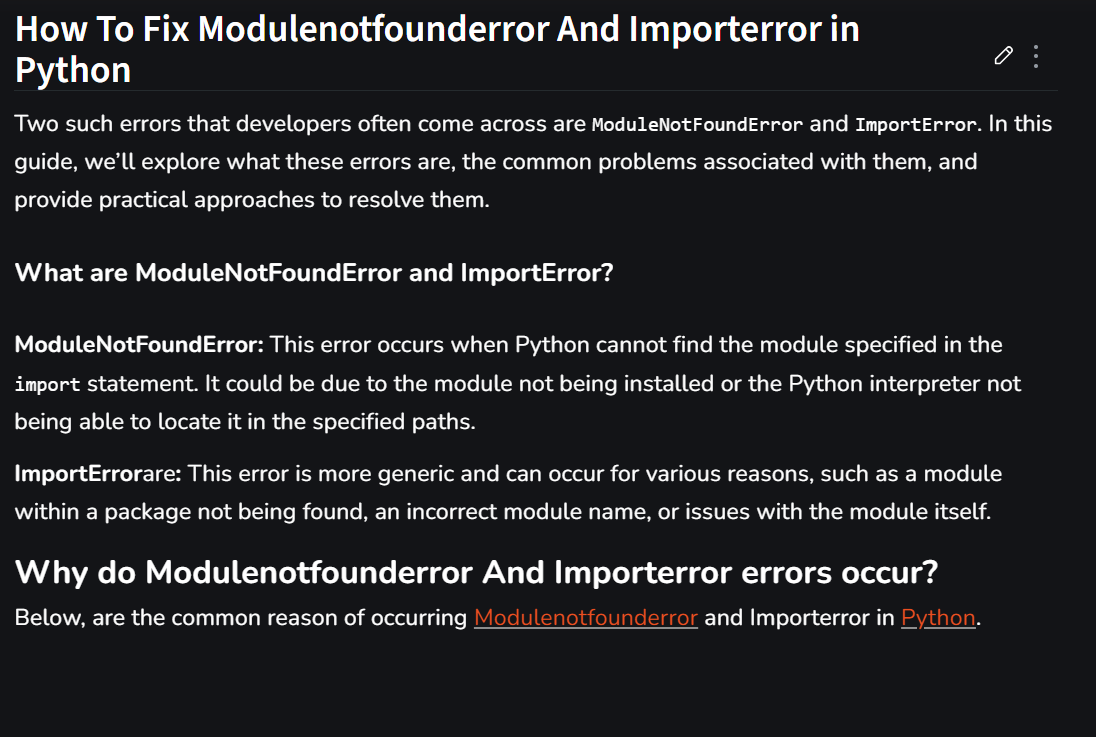 How To Fix Modulenotfounderror And Importerror in
Python
Two such errors that developers often come across are ModuleNotFoundError and ImportError. In this
guide, we’ll explore what these errors are, the common problems associated with them, and
provide practical approaches to resolve them.
What are ModuleNotFoundError and ImportError?
ModuleNotFoundError: This error occurs when Python cannot find the module specified in the
import statement. It could be due to the module not being installed or the Python interpreter not
being able to locate it in the specified paths.
ImportErrorare: This error is more generic and can occur for various reasons, such as a module
within a package not being found, an incorrect module name, or issues with the module itself.
Why do Modulenotfounderror And Importerror errors occur?
Below, are the common reason of occurring Modulenotfounderror and Importerror in Python.